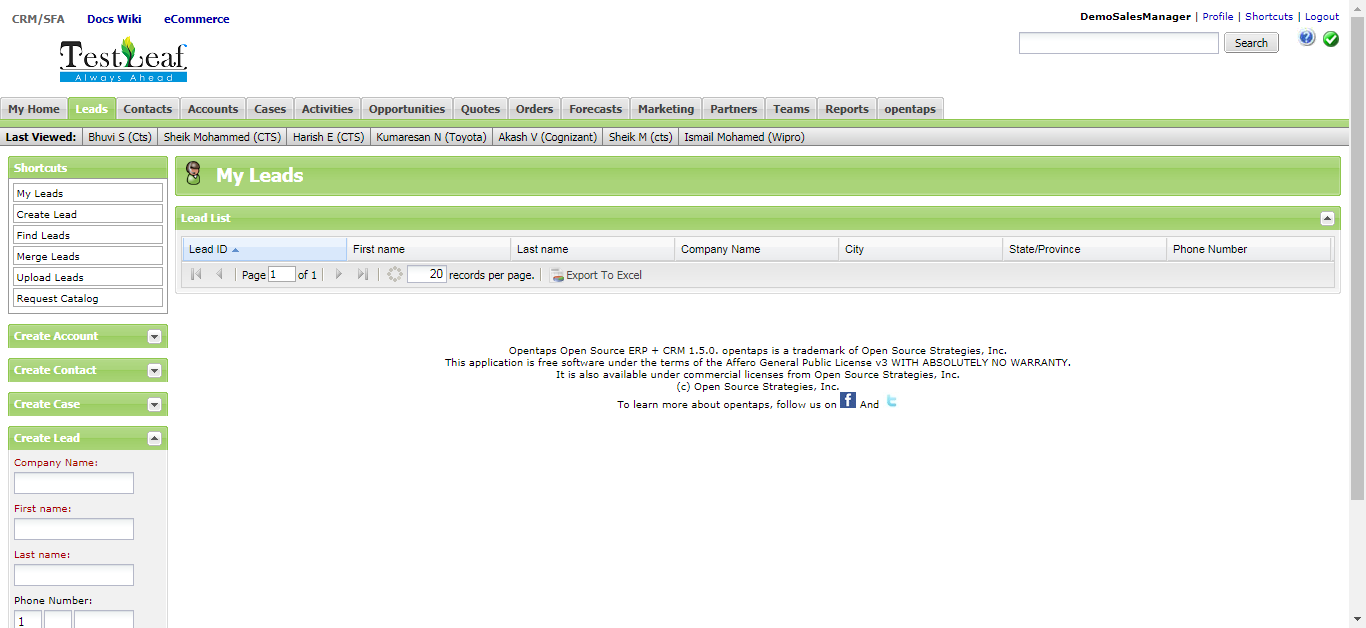 CRM/SFA Docs Wiki eCommerce
DemoSalesManager | Profile | Shortcuts | Logout
Search
TestLeaf
Always Ahead
My Home Leads Contacts Accounts Cases Activities Opportunities Quotes Orders Forecasts Marketing Partners Teams Reports opentaps
Last Viewed: Bhuvi S (Cts) Sheik Mohammed (CTS) Harish E (CTS) Kumaresan N (Toyota) Akash V (Cognizant) Sheik M (cts) Ismail Mohamed (Wipro)
Shortcuts
My Leads
Create Lead
Find Leads
Merge Leads
Upload Leads
Request Catalog
Create Account
Create Contact
Create Case
Create Lead
Company Name:
First name:
Last name:
Phone Number:
1
My Leads
Lead List
Lead ID First name Last name Company Name City State/Province Phone Number
Page 1 of 1 20 records per page. Export To Excel
Opentaps Open Source ERP + CRM 1.5.0. opentaps is a trademark of Open Source Strategies, Inc.
This application is free software under the terms of the Affero General Public License v3 WITH ABSOLUTELY NO WARRANTY.
It is also available under commercial licenses from Open Source Strategies, Inc.
(c) Open Source Strategies, Inc.
To learn more about opentaps, follow us on f And t